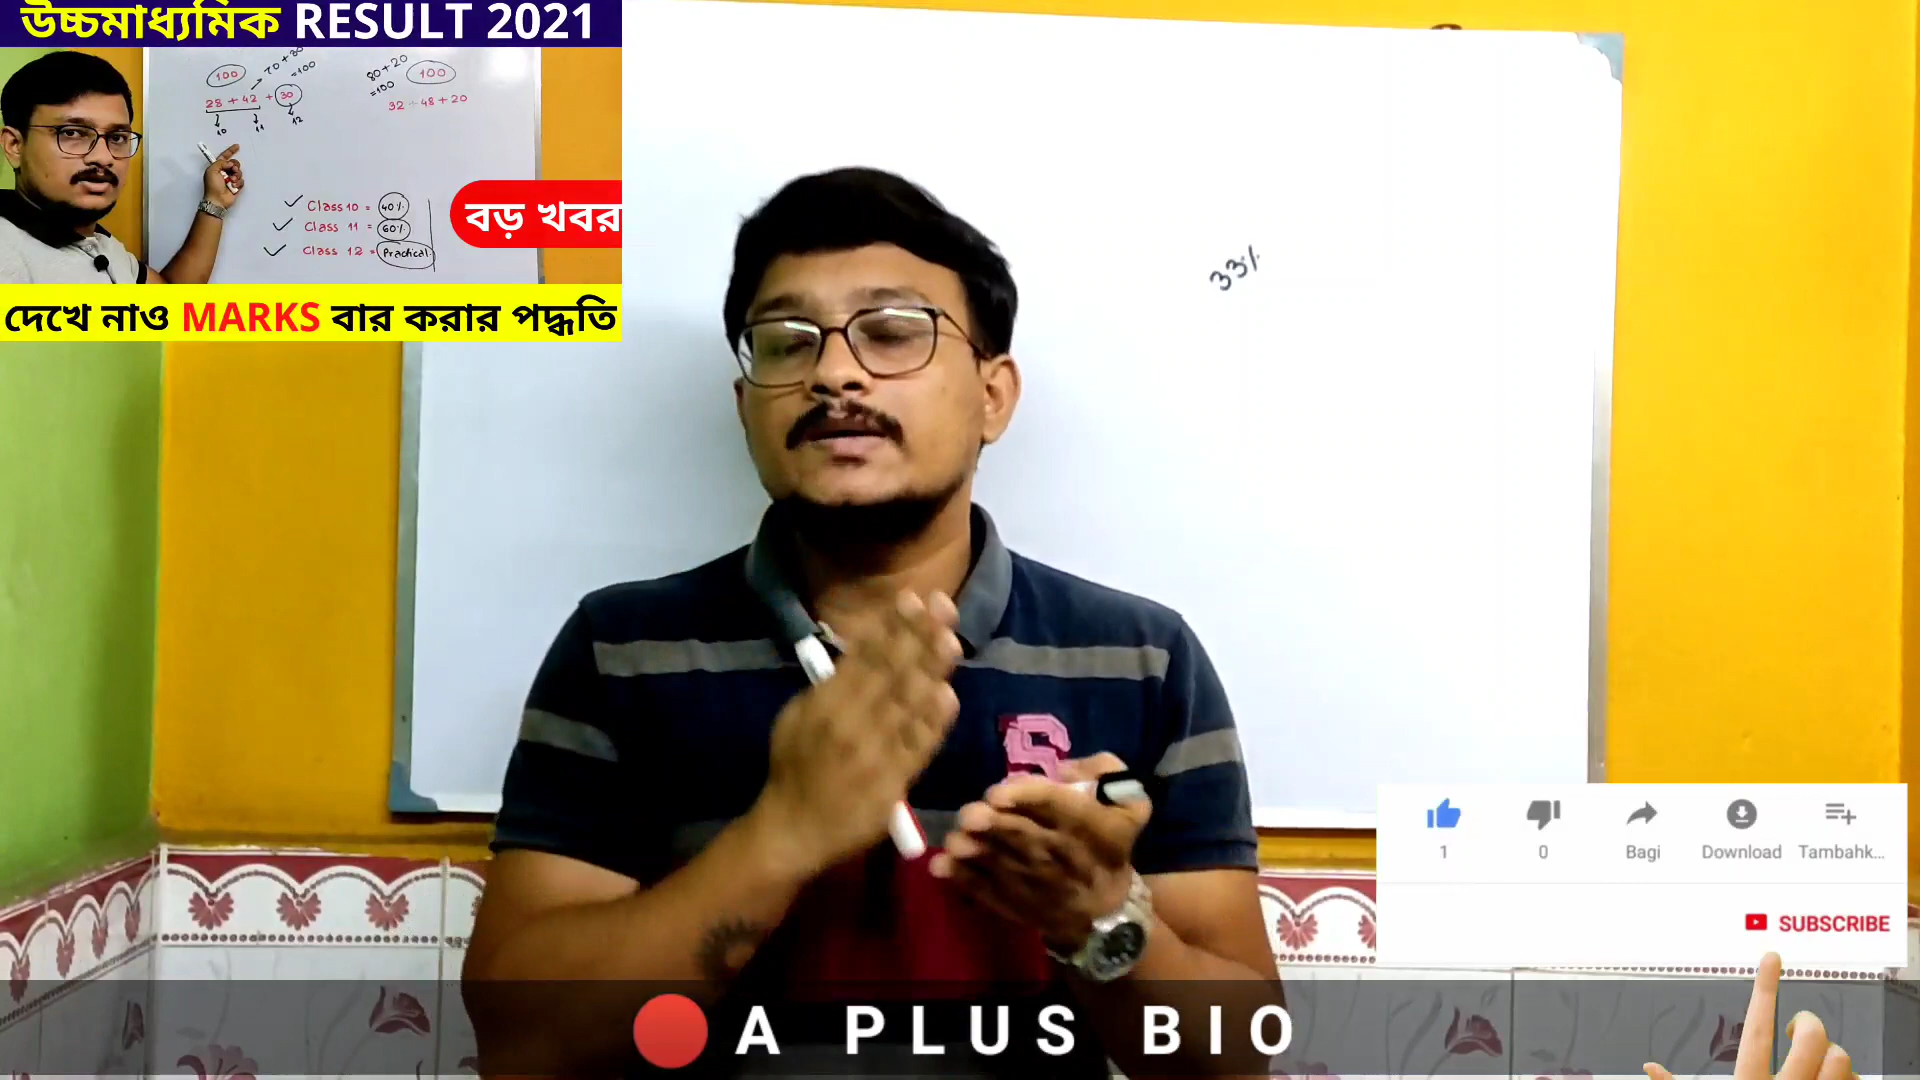 উচ্চমাধ্যমিক RESULT 2021
100
70+30
=100
28 + 42 + 30
10 11 12
80+20
=100
100
32 + 48 + 20
Class 10 = 40%
Class 11 = 60%
Class 12 = Practical
বড় খবর
দেখে নাও MARKS বার করার পদ্ধতি
33%
1 0 Bagi Download Tambahk...
SUBSCRIBE
A PLUS BIO